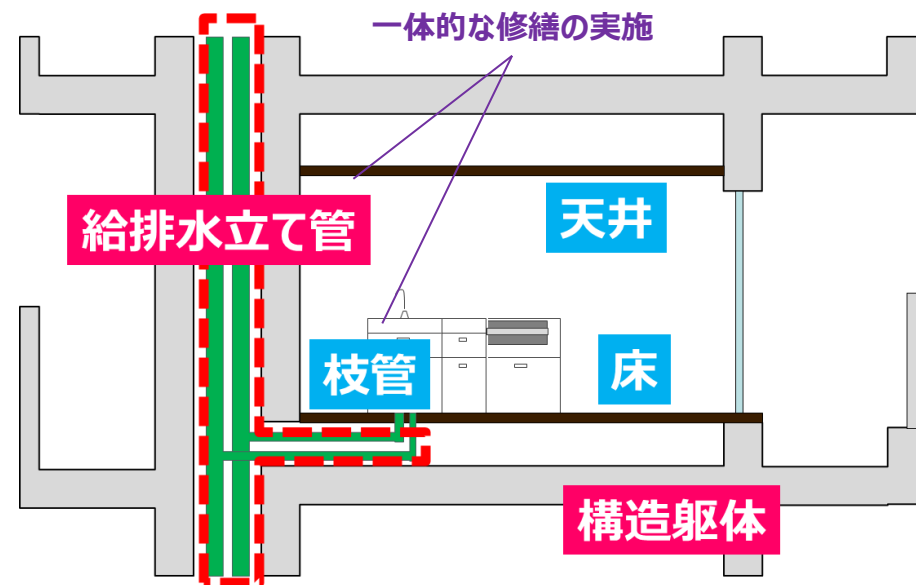 一体的な修繕の実施
給排水立て管
天井
枝管
床
構造躯体